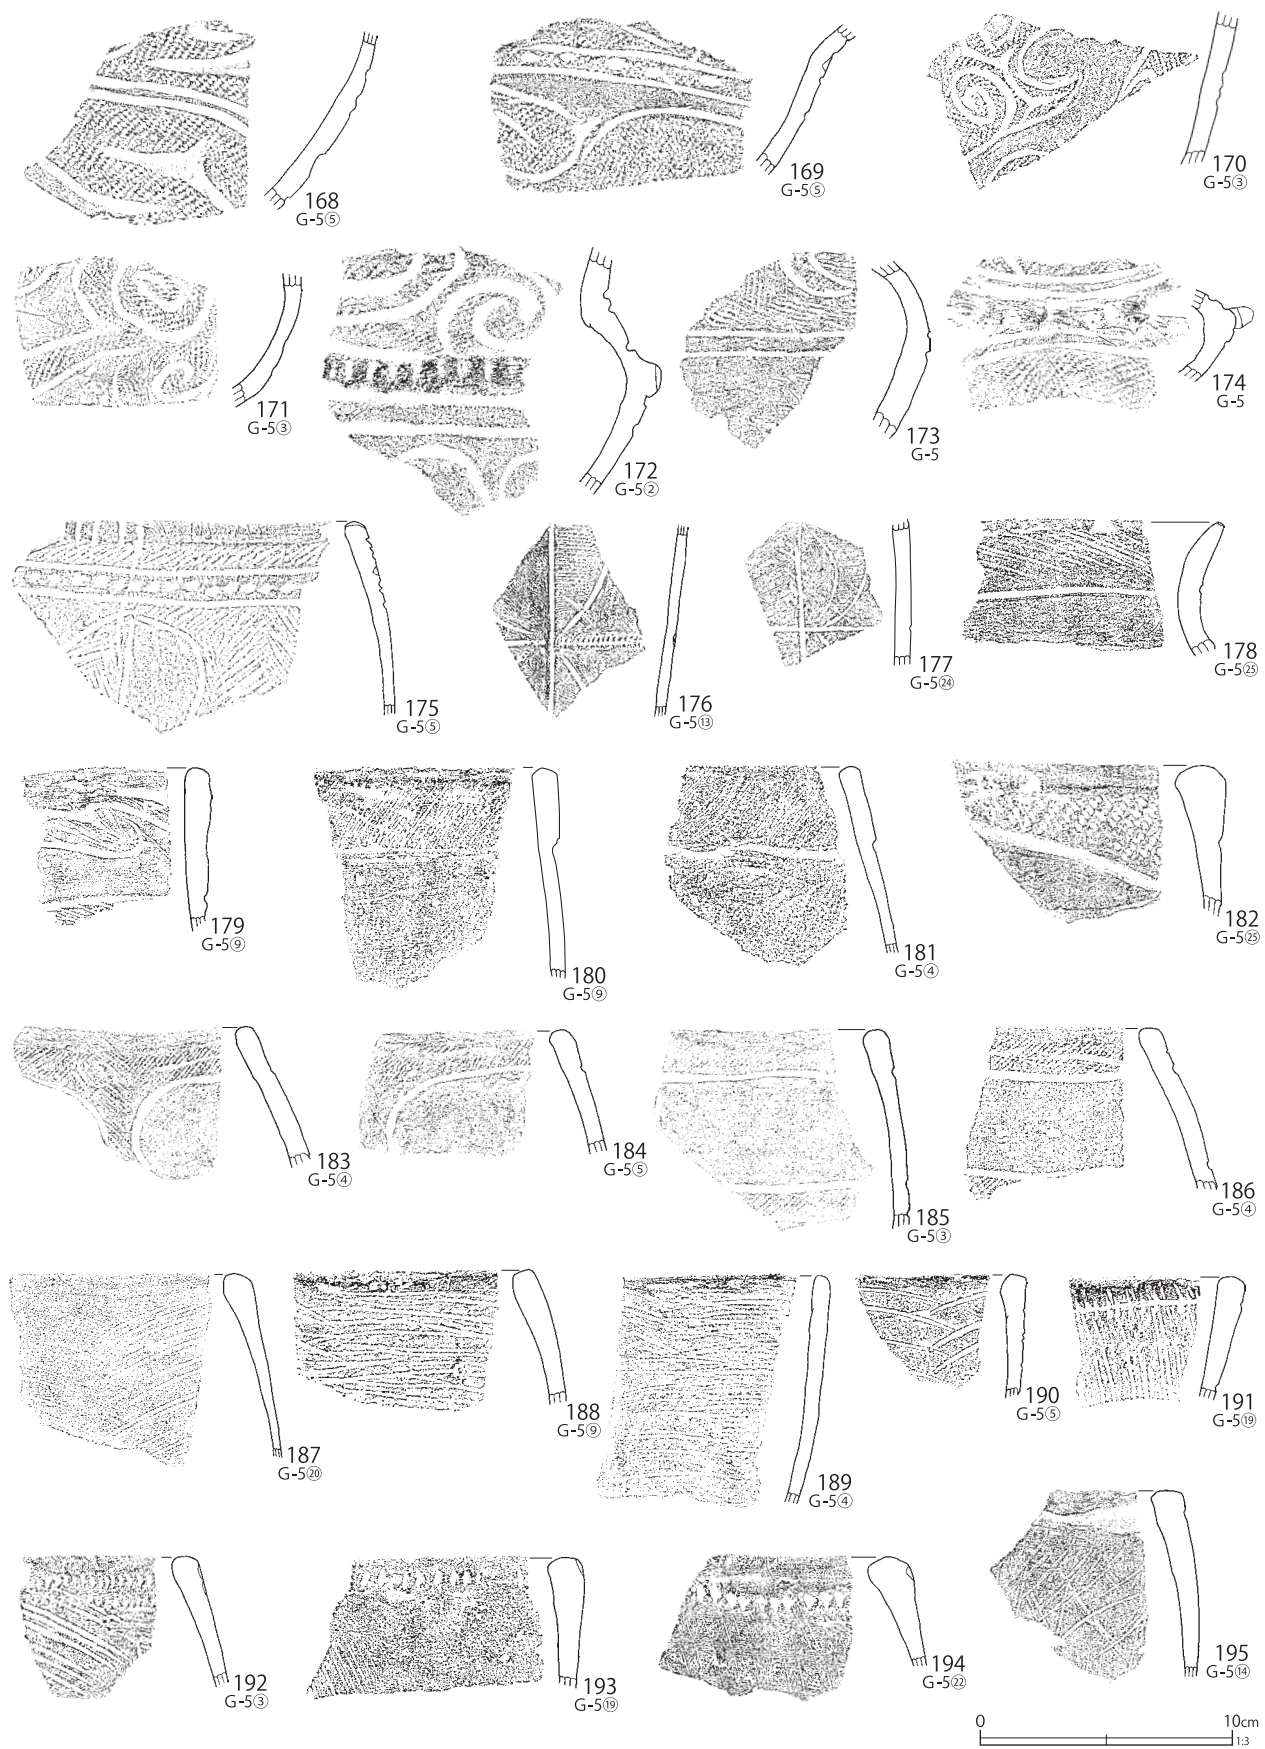 168
G-5⑤
169
G-5⑤
170
G-5③
171
G-5③
172
G-5②
173
G-5
174
G-5
175
G-5⑤
176
G-5⑬
177
G-5㉔
178
G-5㉕
179
G-5⑨
180
G-5⑨
181
G-5④
182
G-5㉕
183
G-5④
184
G-5⑤
185
G-5③
186
G-5④
187
G-5⑳
188
G-5⑨
189
G-5④
190
G-5⑤
191
G-5⑲
192
G-5③
193
G-5⑲
194
G-5㉒
195
G-5⑭
0 10cm
1:3